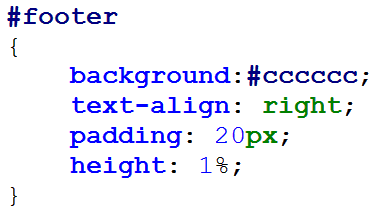 #footer
{
    background:#cccccc;
    text-align: right;
    padding: 20px;
    height: 1%;
}